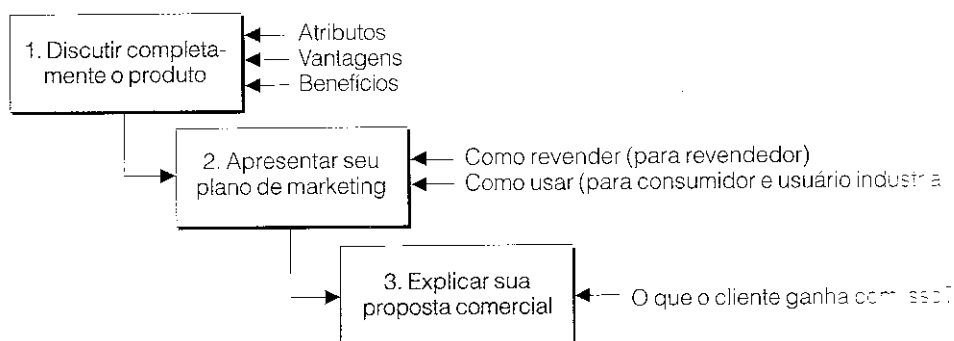 1. Discutir completa-
mente o produto
Atributos
Vantagens
Benefícios
2. Apresentar seu
plano de marketing
Como revender (para revendedor)
Como usar (para consumidor e usuário
3. Explicar sua
proposta comercial
O que o cliente ganha com